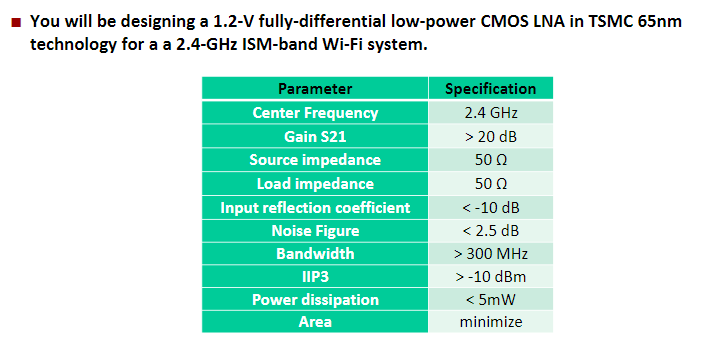 You will be designing a 1.2-V fully-differential low-power CMOS LNA in TSMC 65nm
technology for a a 2.4-GHz ISM-band Wi-Fi system.
Parameter Specification
Center Frequency 2.4 GHz
Gain S21 > 20 dB
Source impedance 50 Ω
Load impedance 50 Ω
Input reflection coefficient < -10 dB
Noise Figure < 2.5 dB
Bandwidth > 300 MHz
IIP3 > -10 dBm
Power dissipation < 5mW
Area minimize